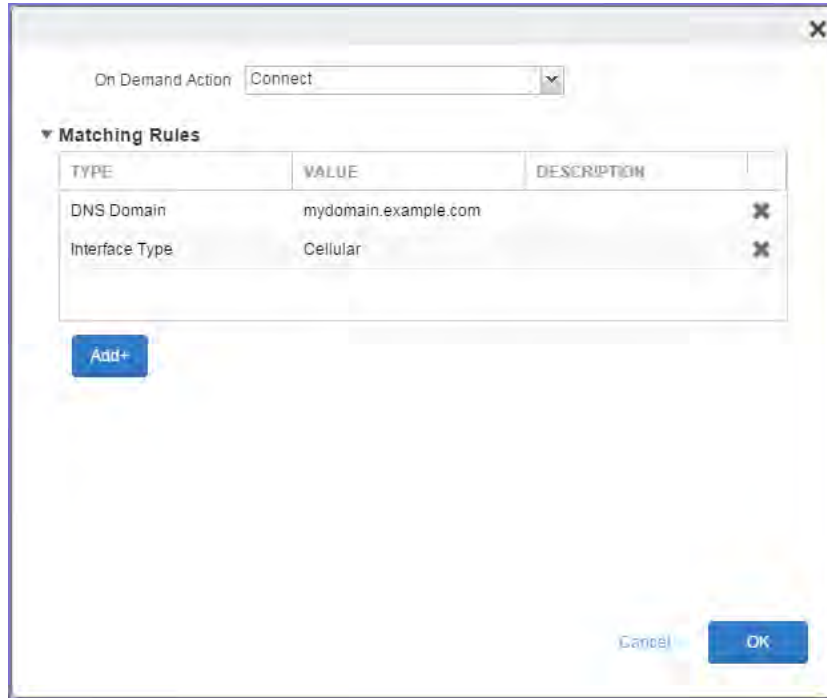 On Demand Action Connect
Matching Rules
TYPE VALUE DESCRIPTION
DNS Domain mydomain.example.com
Interface Type Cellular
Add+
Cancel OK